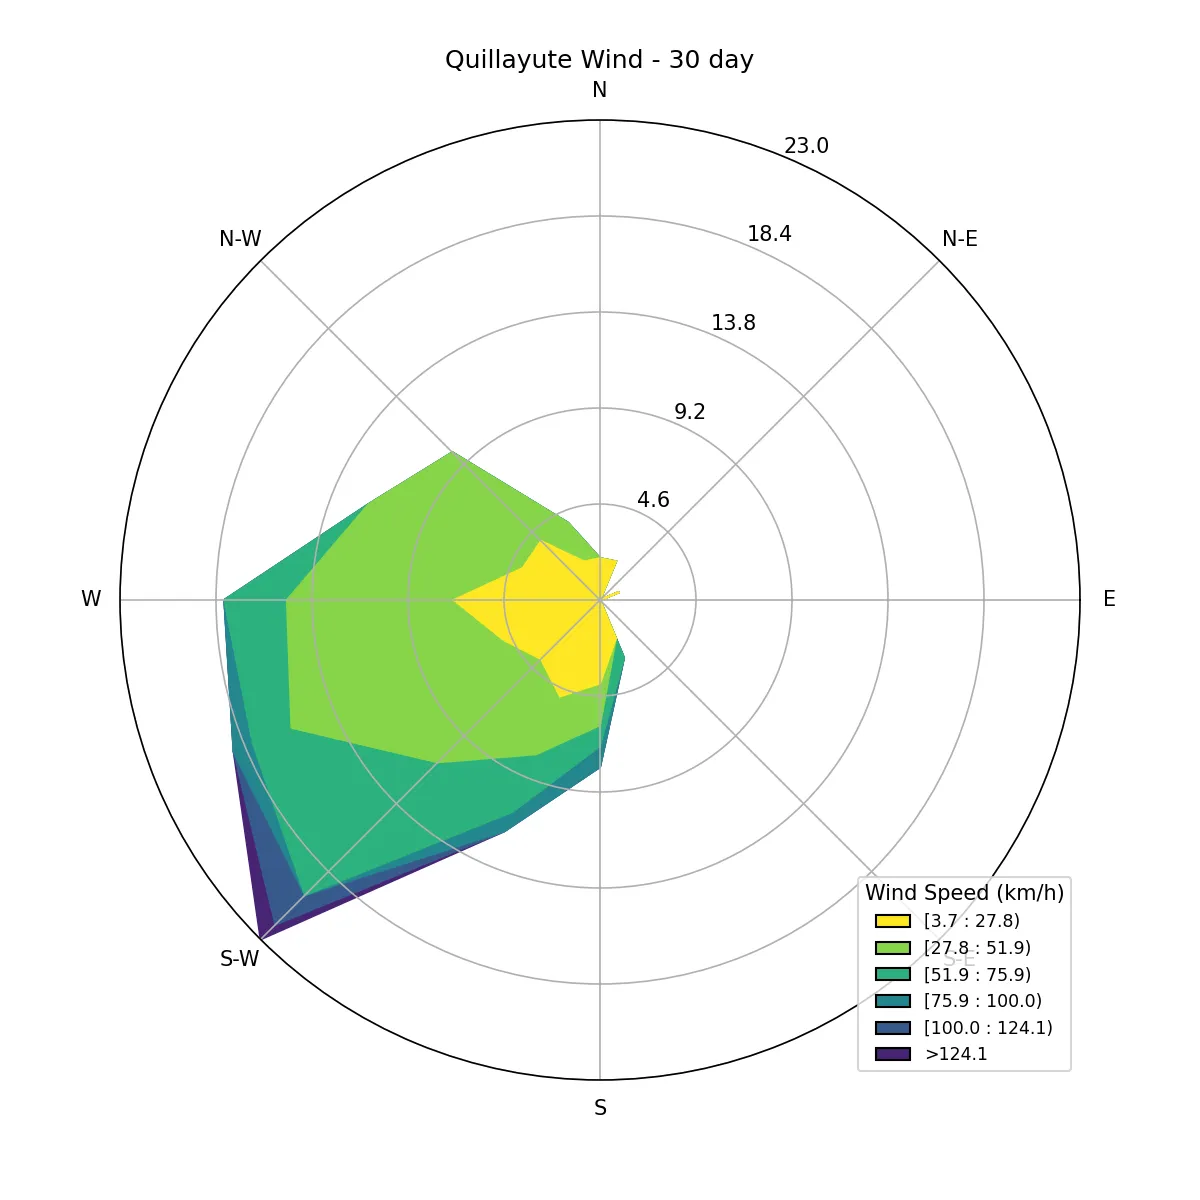 Quillayute Wind - 30 day
N
23.0
18.4
N-W
N-E
13.8
9.2
4.6
W
E
S-W
S-E
Wind Speed (km/h)
[3.7 : 27.8)
[27.8 : 51.9)
[51.9 : 75.9)
[75.9 : 100.0)
[100.0 : 124.1)
>124.1
S